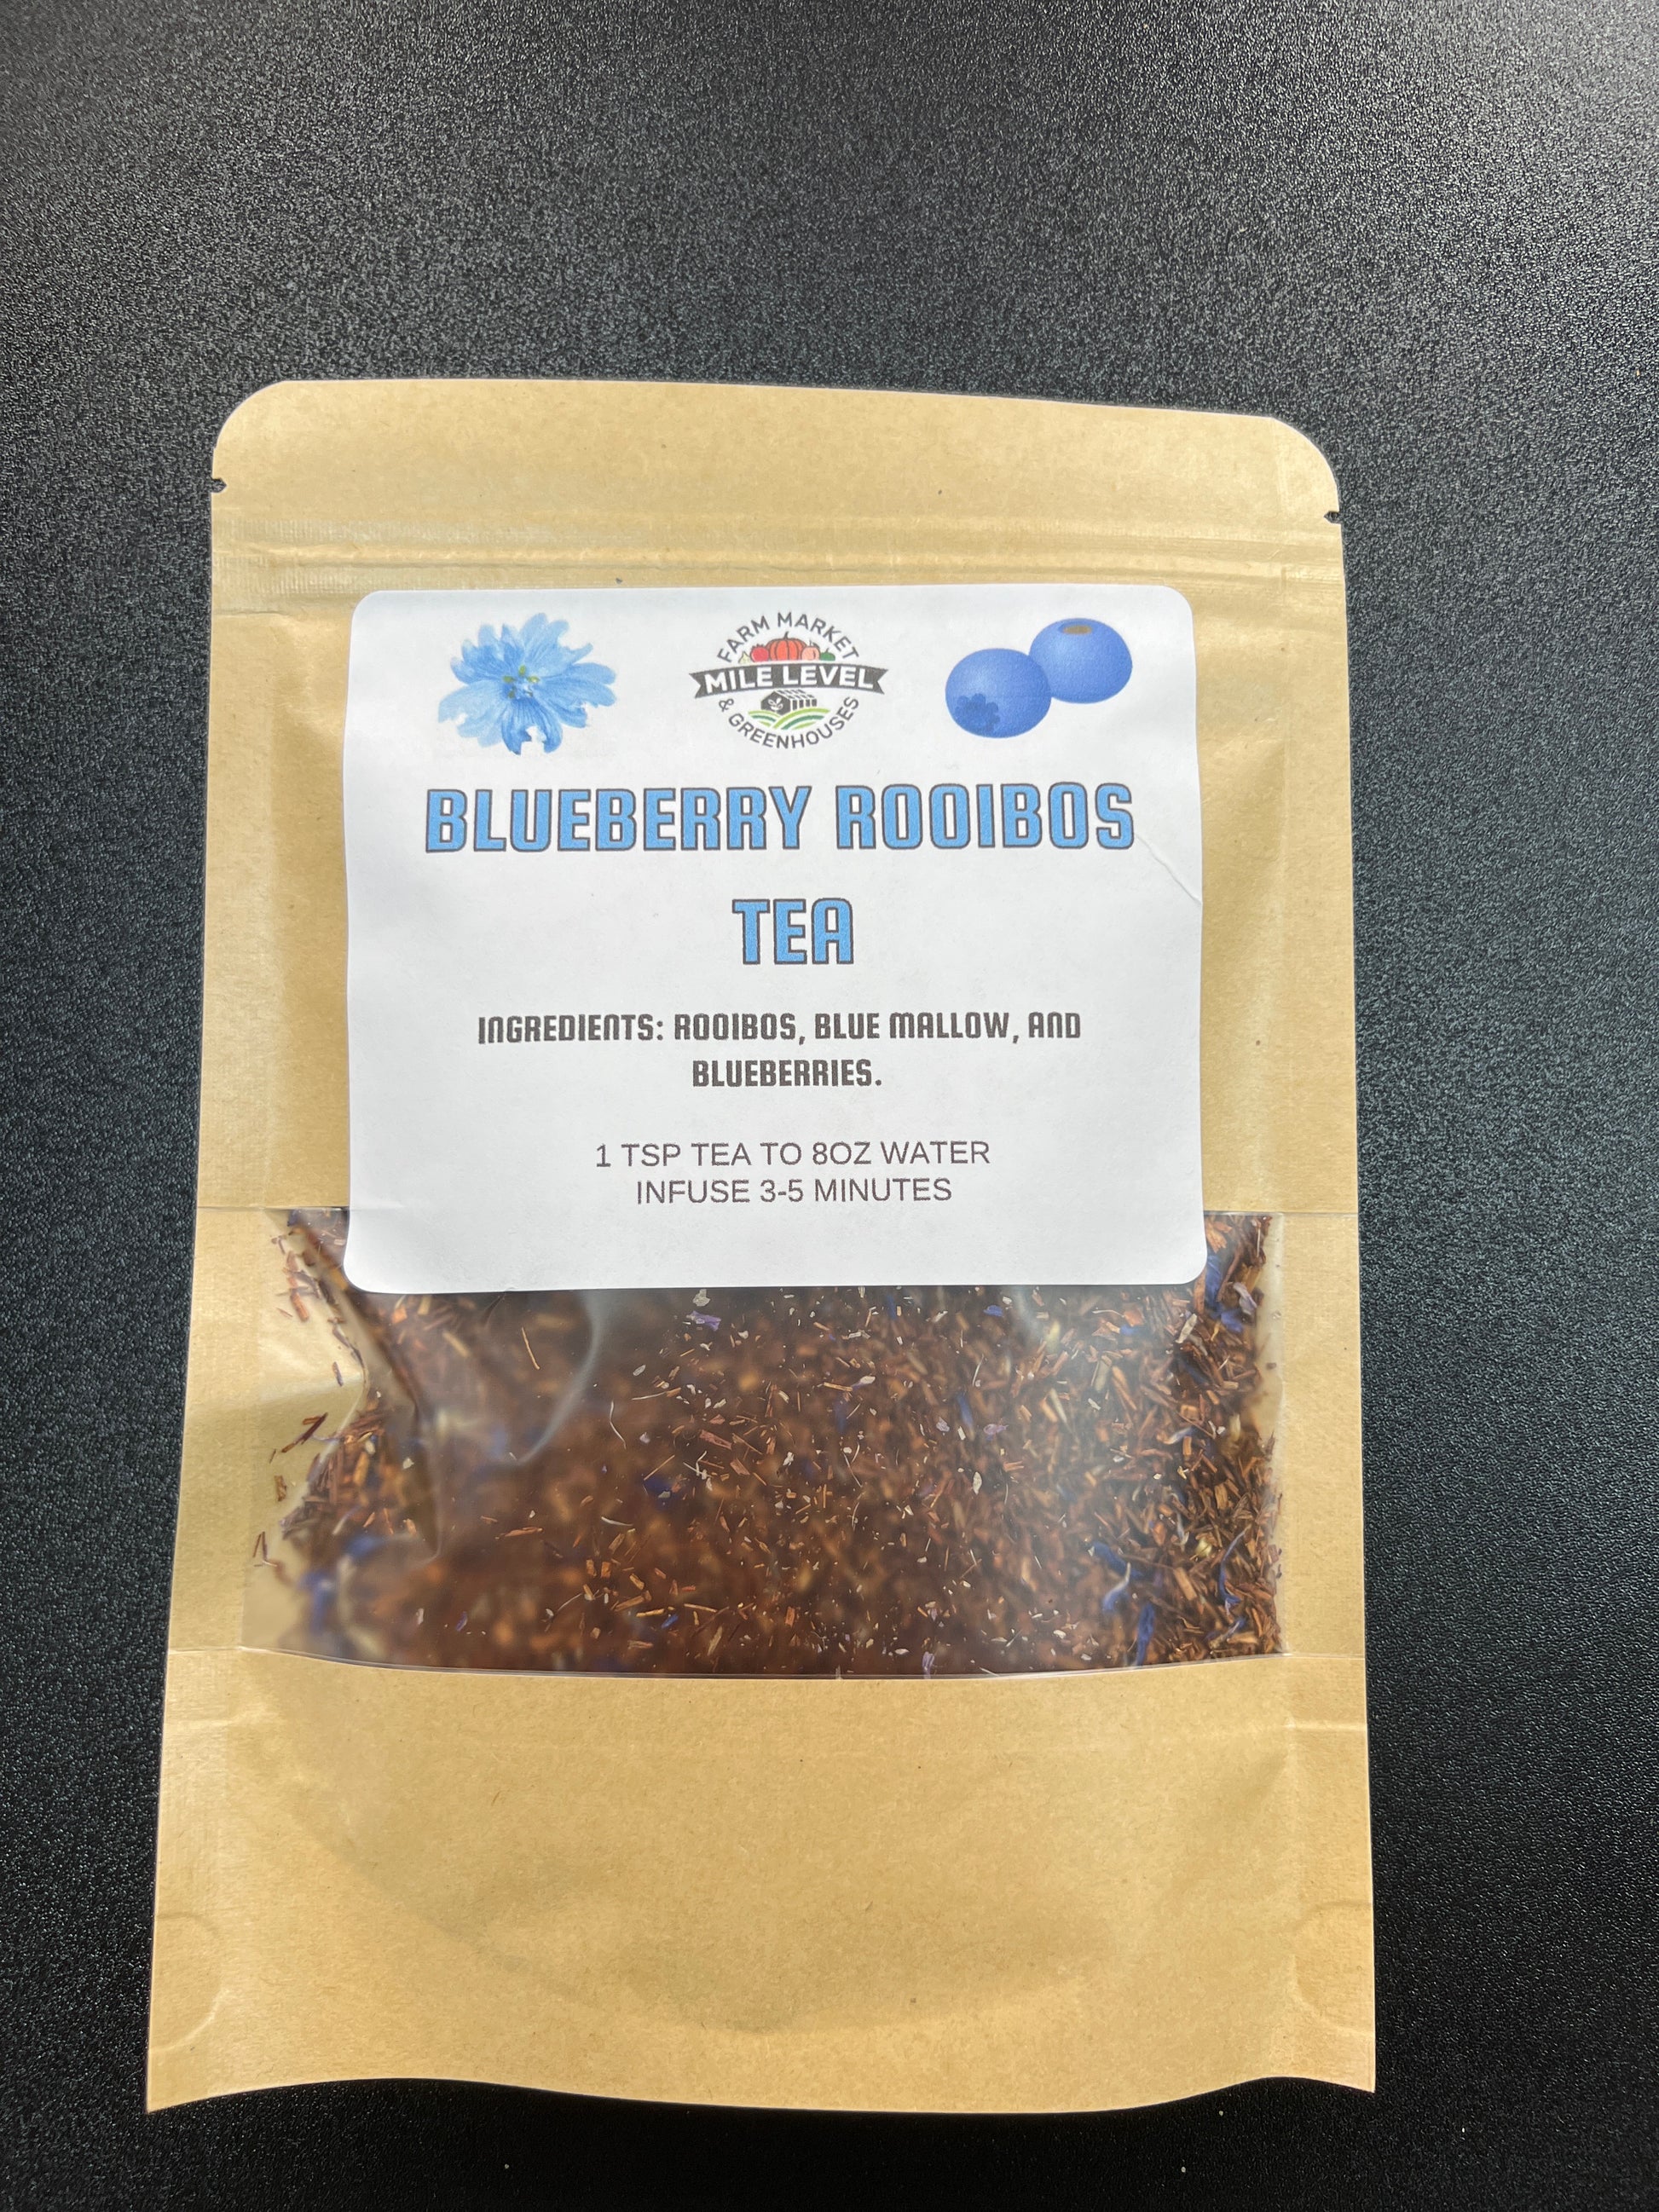 FARM MARKET
MILE LEVEL
& GREENHOUSES
BLUEBERRY ROOIBOS
TEA
INGREDIENTS: ROOIBOS, BLUE MALLOW, AND
BLUEBERRIES.
1 TSP TEA TO 8OZ WATER
INFUSE 3-5 MINUTES